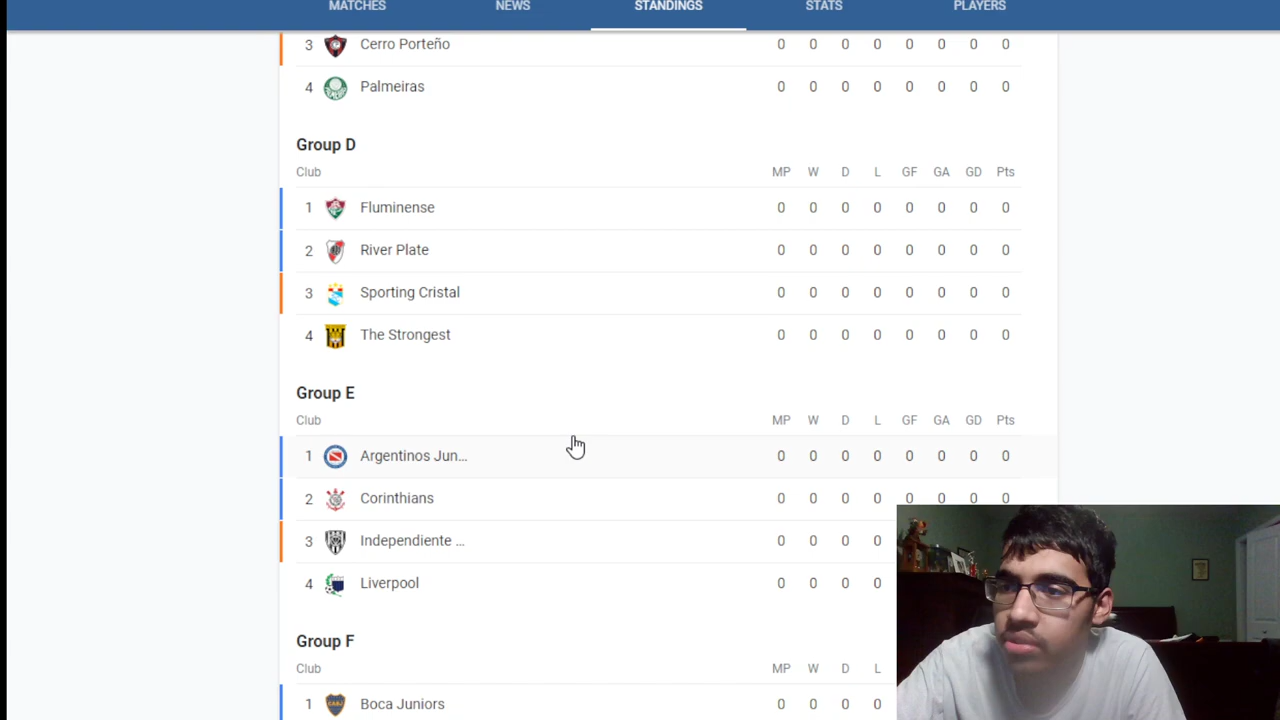 MATCHES NEWS STANDINGS STATS PLAYERS
3 Cerro Porteño 0 0 0 0 0 0 0 0
4 Palmeiras 0 0 0 0 0 0 0 0
Group D
Club MP W D L GF GA GD Pts
1 Fluminense 0 0 0 0 0 0 0 0
2 River Plate 0 0 0 0 0 0 0 0
3 Sporting Cristal 0 0 0 0 0 0 0 0
4 The Strongest 0 0 0 0 0 0 0 0
Group E
Club MP W D L GF GA GD Pts
1 Argentinos Jun... 0 0 0 0 0 0 0 0
2 Corinthians 0 0 0 0 0 0 0 0
3 Independiente ... 0 0 0 0
4 Liverpool 0 0 0 0
Group F
Club MP W D L
1 Boca Juniors 0 0 0 0